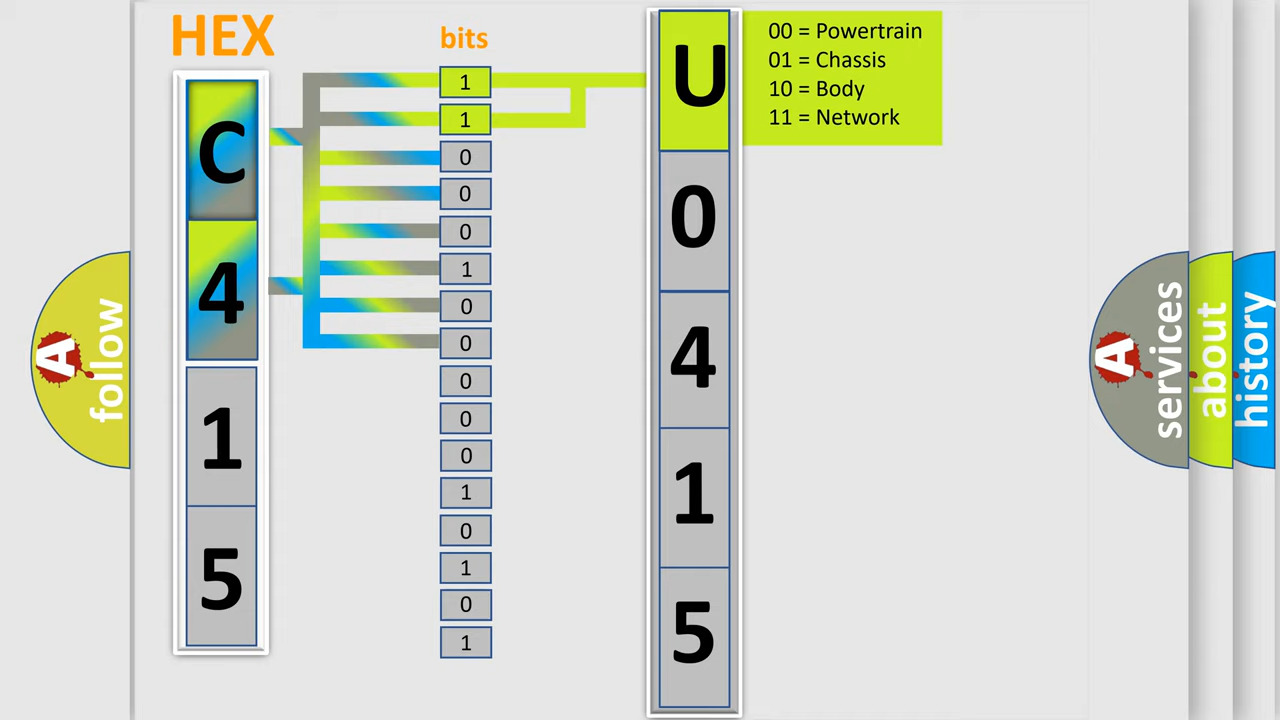 HEX
bits
C
4
1
5
1
1
0
0
0
1
0
0
0
0
0
1
0
1
0
1
U
0
4
1
5
00 = Powertrain
01 = Chassis
10 = Body
11 = Network
A
follow
A
services
about
history